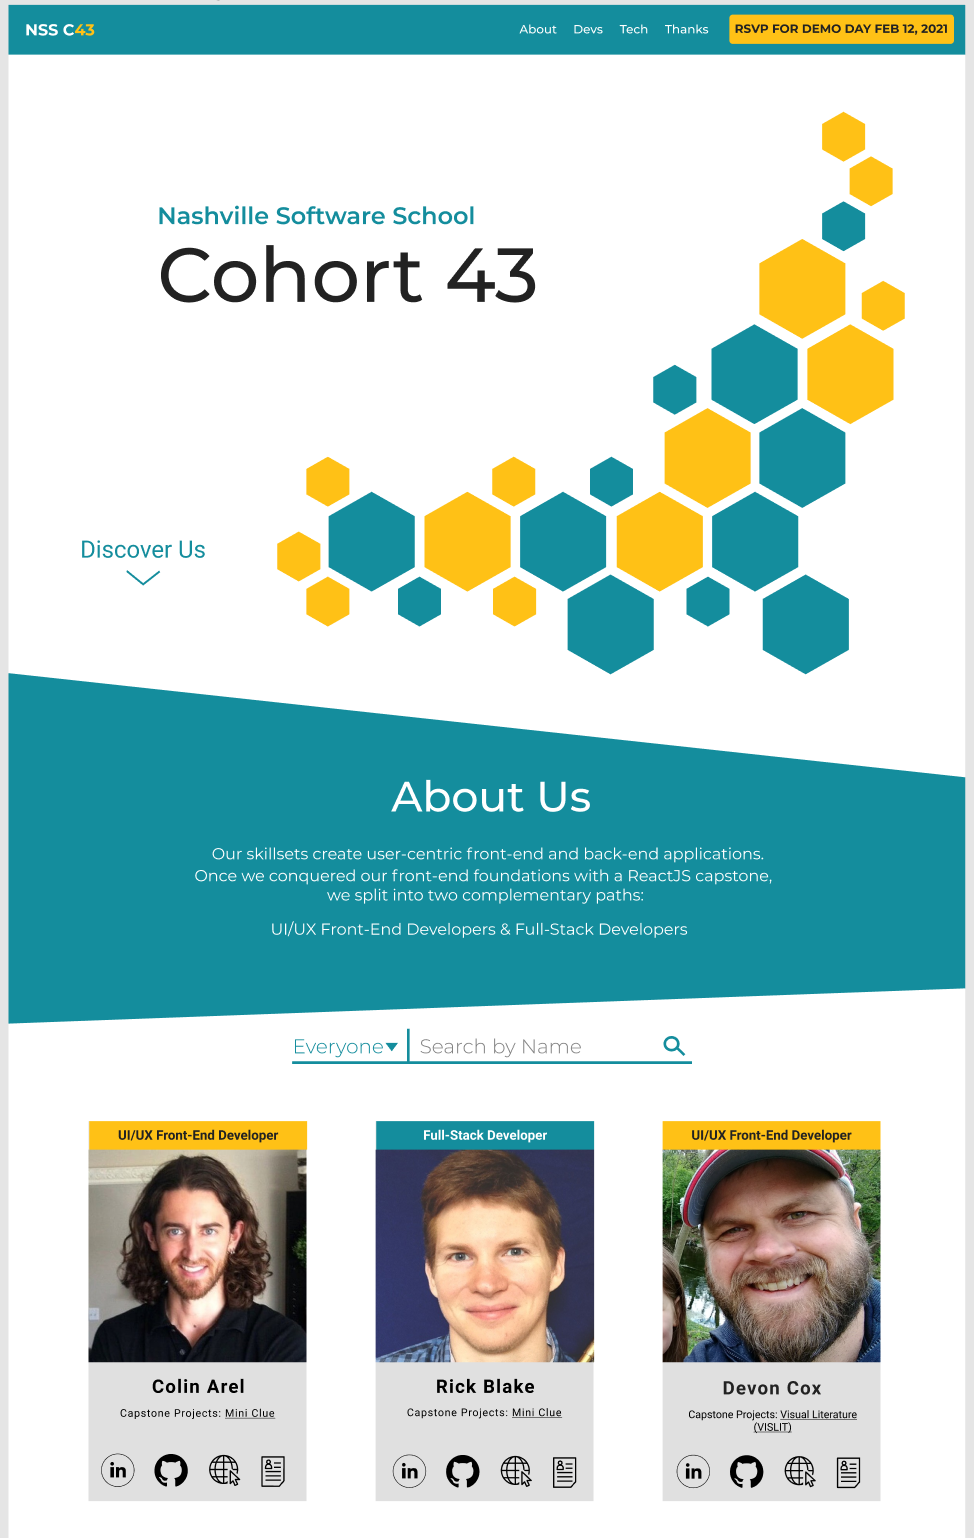 NSS C43
About Devs Tech Thanks RSVP FOR DEMO DAY FEB 12, 2021
Nashville Software School
Cohort 43
Discover Us
About Us
Our skillsets create user-centric front-end and back-end applications.
Once we conquered our front-end foundations with a ReactJS capstone,
we split into two complementary paths:
UI/UX Front-End Developers & Full-Stack Developers
Everyone Search by Name
UI/UX Front-End Developer
Colin Arel
Capstone Projects: Mini Clue
in
Full-Stack Developer
Rick Blake
Capstone Projects: Mini Clue
in
UI/UX Front-End Developer
Devon Cox
Capstone Projects: Visual Literature
(VISLIT)
in